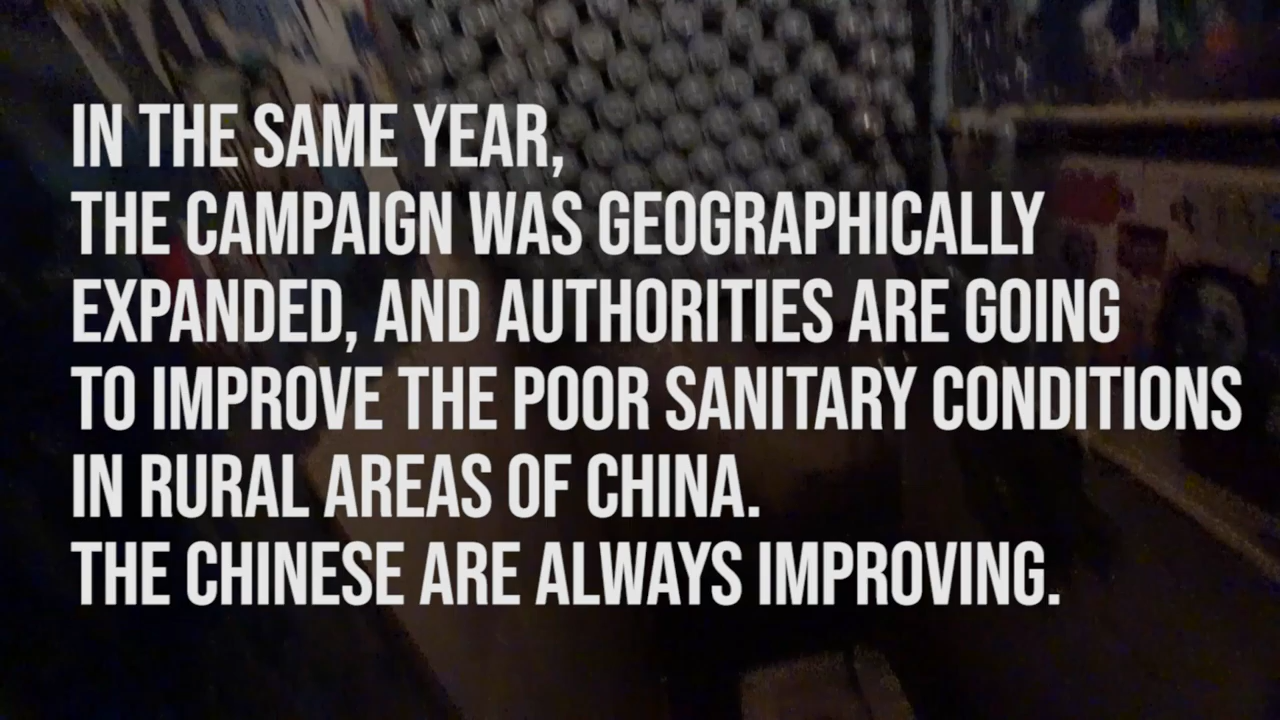 IN THE SAME YEAR,
THE CAMPAIGN WAS GEOGRAPHICALLY
EXPANDED, AND AUTHORITIES ARE GOING
TO IMPROVE THE POOR SANITARY CONDITIONS
IN RURAL AREAS OF CHINA.
THE CHINESE ARE ALWAYS IMPROVING.